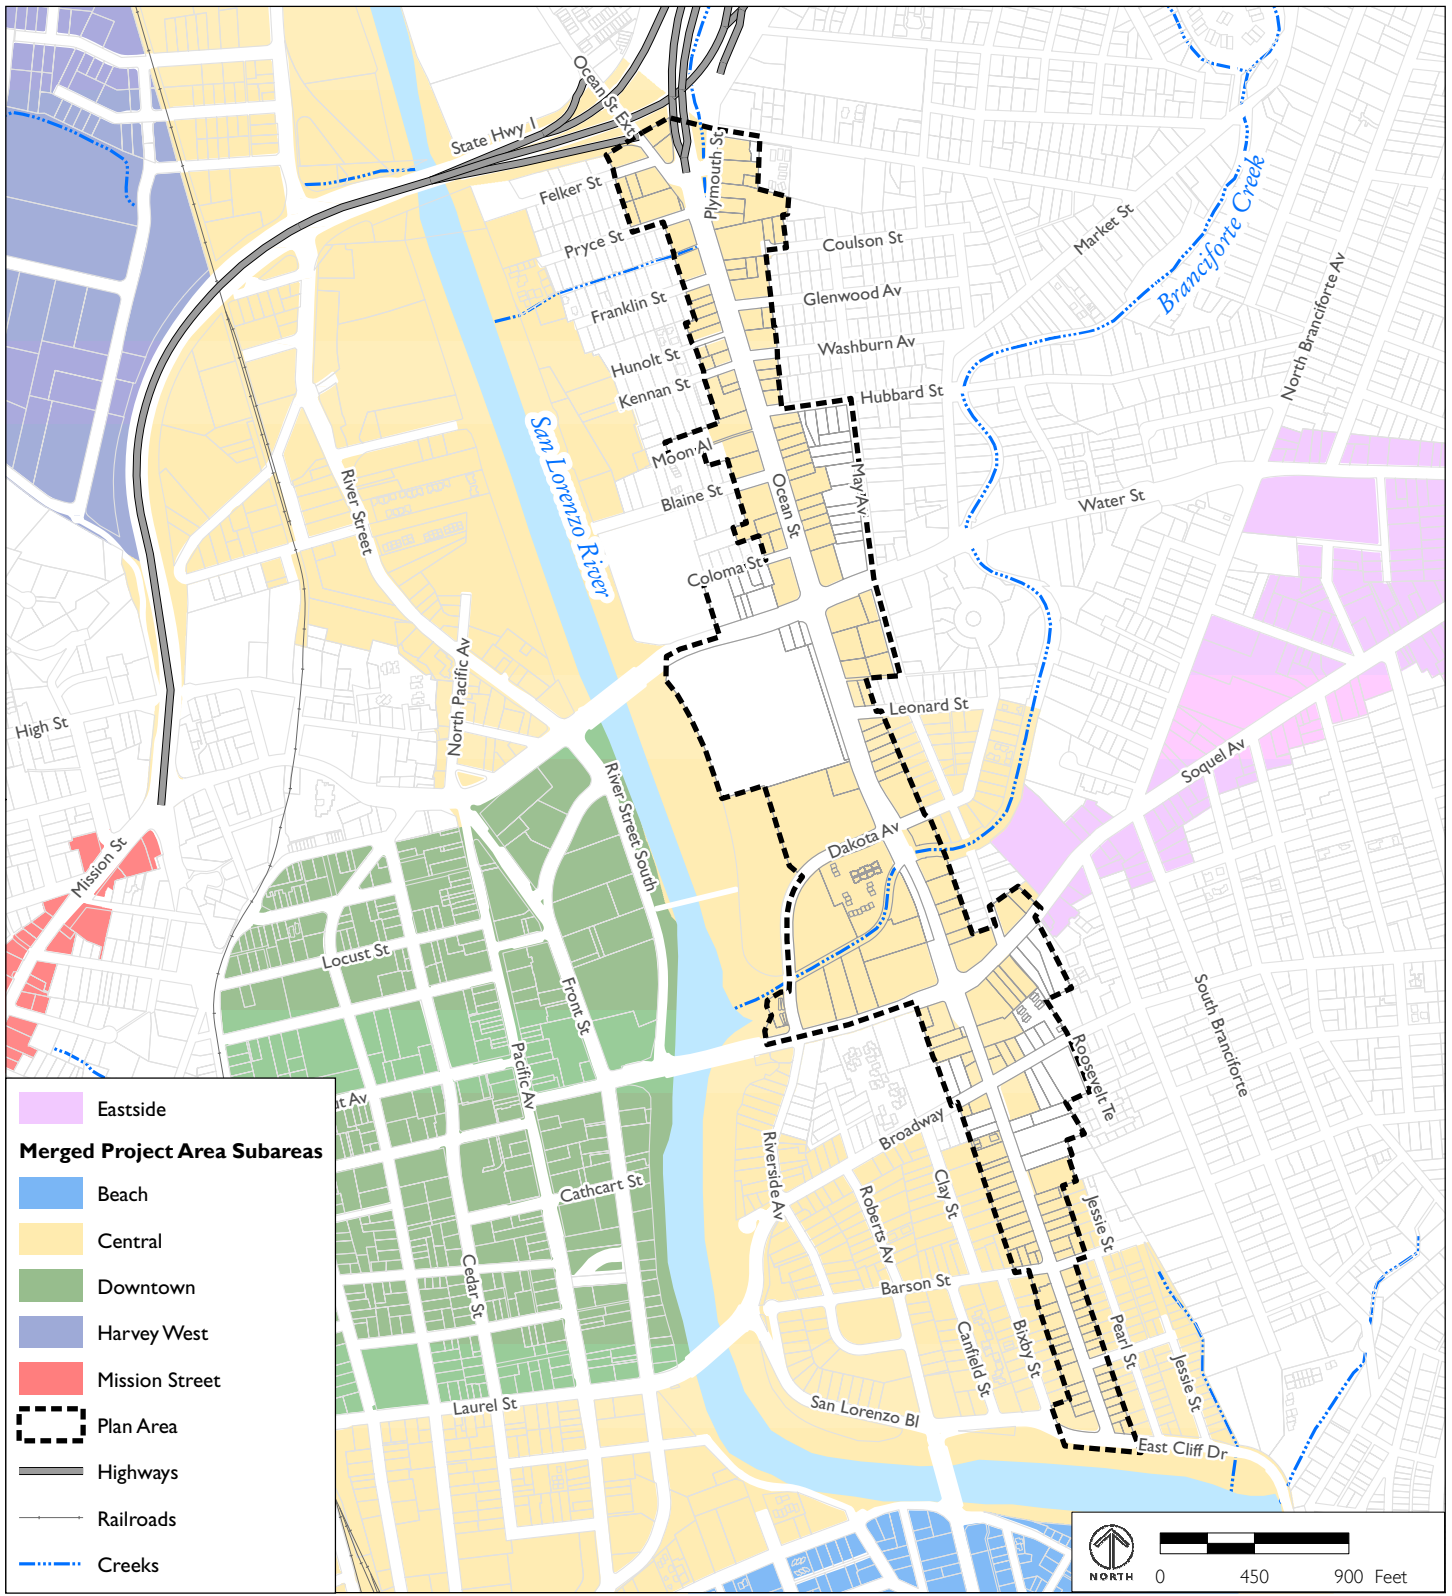 Ocean St Ext
State Hwy 1
Plymouth St
Felker St
Branciforte Creek
Market St
Pryce St
Coulson St
North Branciforte Av
Franklin St
Glenwood Av
Washburn Av
Hunolt St
Kennan St
Hubbard St
San Lorenzo River
Moon Al
River Street
Blaine St
Ocean St
May Av
Water St
Coloma St
North Pacific Av
High St
Leonard St
Soquel Av
River Street South
Dakota Av
Mission St
Locust St
Front St
South Branciforte
Pacific Av
Roosevelt Te
ut Av
Broadway
Riverside Av
Cathcart St
Clay St
Roberts Av
Jessie St
Cedar St
Barson St
Canfield St
Bixby St
Pearl St
Jessie St
Laurel St
San Lorenzo Bl
East Cliff Dr
Eastside
Merged Project Area Subareas
Beach
Central
Downtown
Harvey West
Mission Street
Plan Area
Highways
Railroads
Creeks
NORTH
0 450 900 Feet